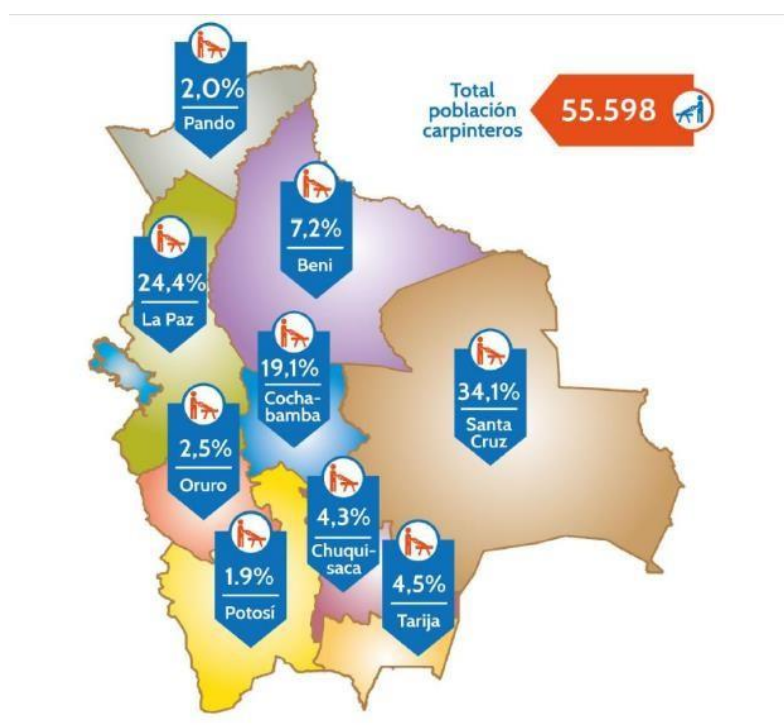 2,0%
Pando
Total
población
carpinteros
55.598
7,2%
Beni
24,4%
La Paz
19,1%
Cocha-
bamba
34,1%
Santa
Cruz
2,5%
Oruro
4,3%
Chuqui-
saca
1.9%
Potosí
4,5%
Tarija